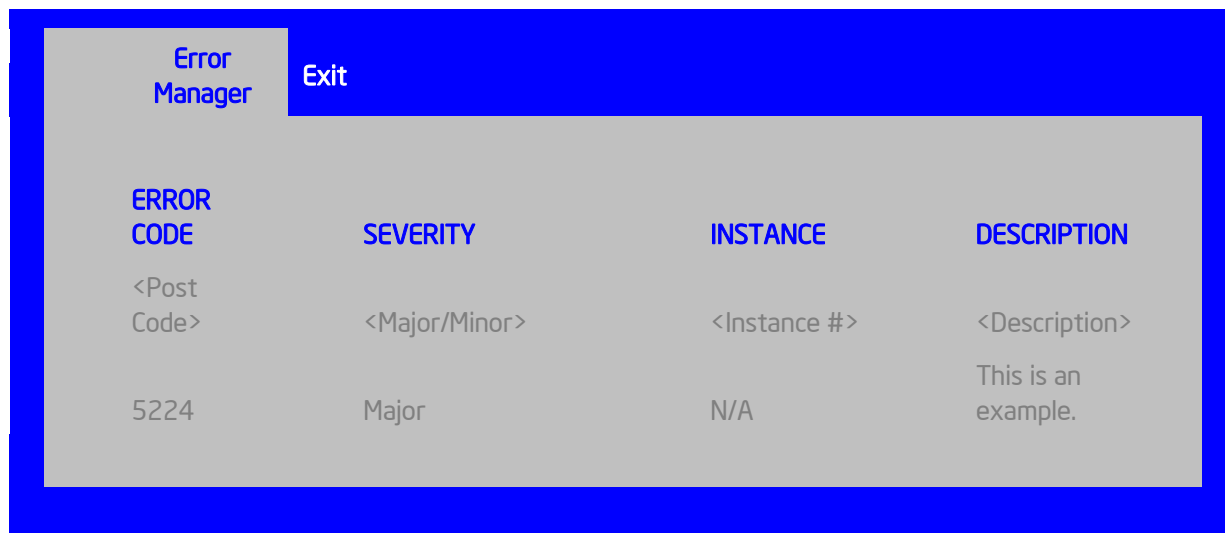 Error
Manager
Exit
ERROR
CODE
SEVERITY
INSTANCE
DESCRIPTION
<Post
Code>
<Major/Minor>
<Instance #>
<Description>
5224
Major
N/A
This is an
example.